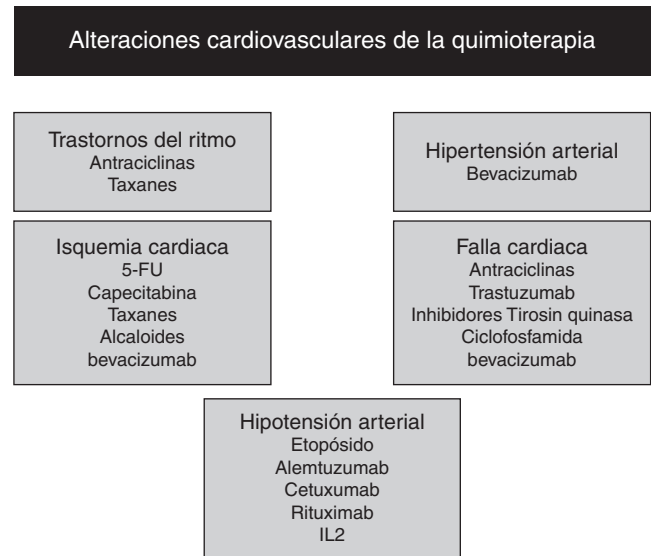 Alteraciones cardiovasculares de la quimioterapia
Trastornos del ritmo
Antraciclinas
Taxanes
Hipertensión arterial
Bevacizumab
Isquemia cardiaca
5-FU
Capecitabina
Taxanes
Alcaloides
bevacizumab
Falla cardiaca
Antraciclinas
Trastuzumab
Inhibidores Tirosin quinasa
Ciclofosfamida
bevacizumab
Hipotensión arterial
Etopósido
Alemtuzumab
Cetuxumab
Rituximab
IL2